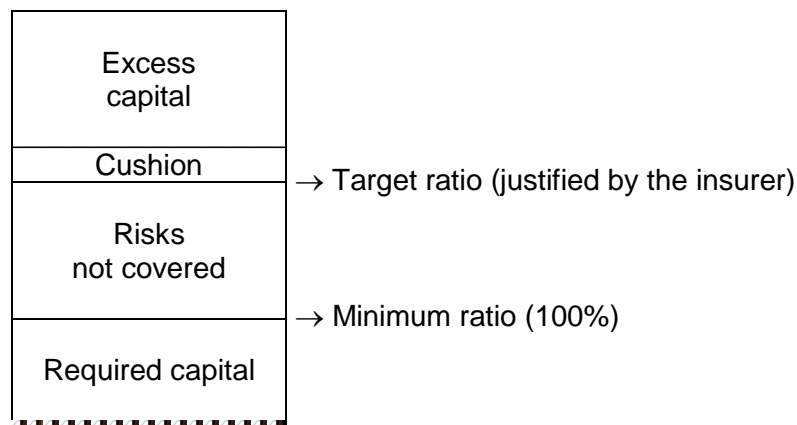 Excess
capital
Cushion
→ Target ratio (justified by the insurer)
Risks
not covered
→ Minimum ratio (100%)
Required capital